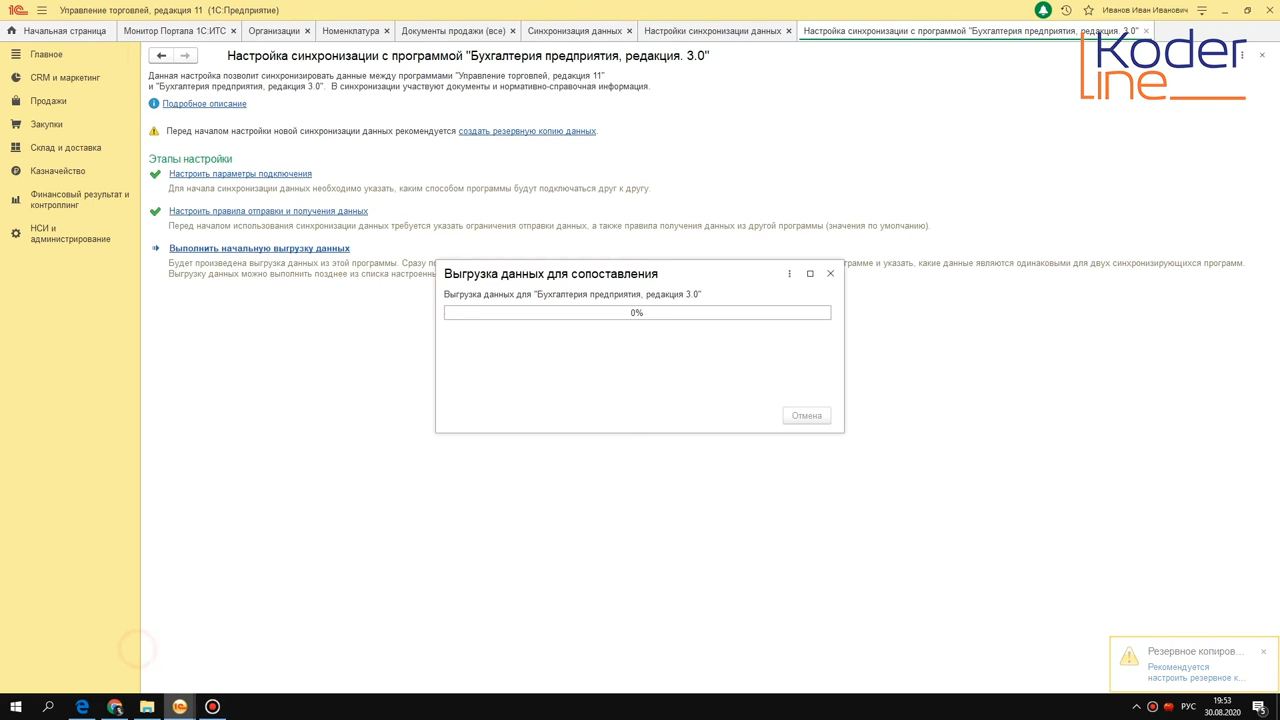 Управление торговлей, редакция 11 (1С:Предприятие)
Иванов Иван Иванович
Начальная страница
Монитор Портала 1С:ИТС ×
Организации ×
Номенклатура ×
Документы продажи (все) ×
Синхронизация данных ×
Настройки синхронизации данных ×
Настройка синхронизации с программой "Бухгалтерия предприятия, редакция. 3.0" ×
Koder
line
Главное
CRM и маркетинг
Продажи
Закупки
Склад и доставка
Казначейство
Финансовый результат и
контроллинг
НСИ и
администрирование
Настройка синхронизации с программой "Бухгалтерия предприятия, редакция. 3.0"
Данная настройка позволит синхронизировать данные между программами "Управление торговлей, редакция 11"
и "Бухгалтерия предприятия, редакция 3.0". В синхронизации участвуют документы и нормативно-справочная информация.
Подробное описание
Перед началом настройки новой синхронизации данных рекомендуется создать резервную копию данных.
Этапы настройки
Настроить параметры подключения
Для начала синхронизации данных необходимо указать, каким способом программы будут подключаться друг к другу.
Настроить правила отправки и получения данных
Перед началом использования синхронизации данных требуется указать ограничения отправки данных, а также правила получения данных из другой программы (значения по умолчанию).
Выполнить начальную выгрузку данных
Будет произведена выгрузка данных из этой программы. Сразу по
грамме и указать, какие данные являются одинаковыми для двух синхронизирующихся программ.
Выгрузку данных можно выполнить позднее из списка настроенн
Выгрузка данных для сопоставления
Выгрузка данных для "Бухгалтерия предприятия, редакция 3.0"
0%
Отмена
Резервное копиров...
Рекомендуется
настроить резервное к...
РУС
19:53
30.08.2020
5